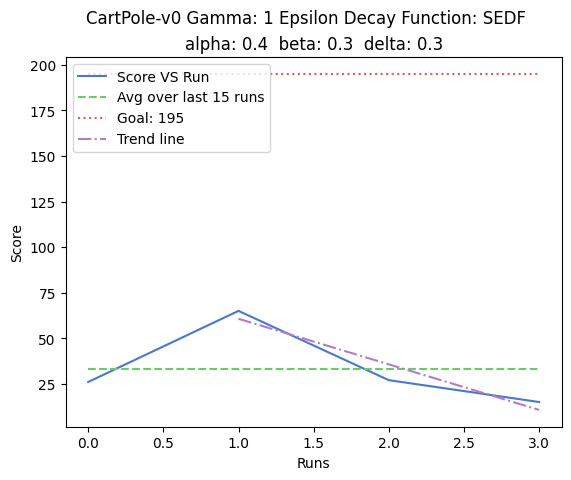 CartPole-v0 Gamma: 1 Epsilon Decay Function: SEDF
alpha: 0.4  beta: 0.3  delta: 0.3
Score VS Run
Avg over last 15 runs
Goal: 195
Trend line
200
175
150
125
100
75
50
25
Score
0.0
0.5
1.0
1.5
2.0
2.5
3.0
Runs